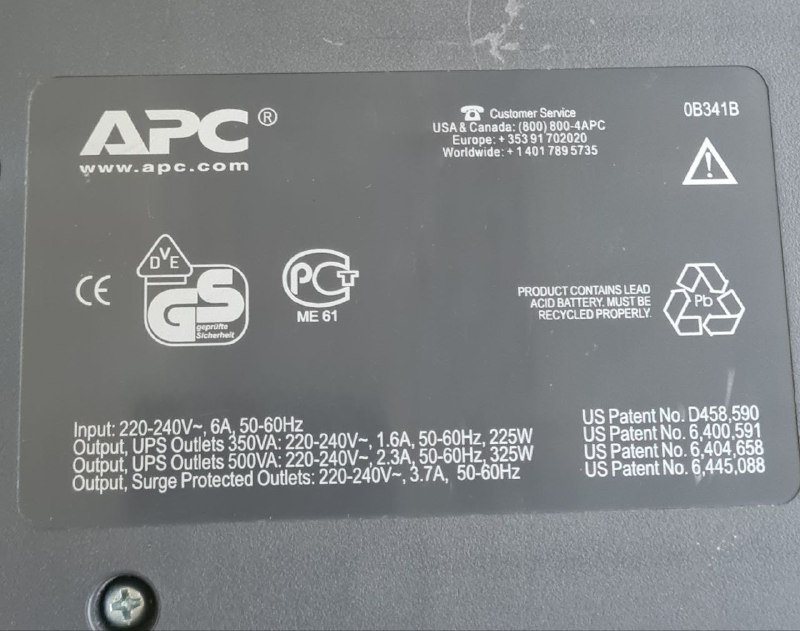 APC®
www.apc.com
Customer Service
USA & Canada: (800) 800-4APC
Europe: + 353 91 702020
Worldwide: + 1 401 789 5735
0B341B
CE
DVE
GS
geprüfte
Sicherheit
PCT
ME 61
PRODUCT CONTAINS LEAD
ACID BATTERY. MUST BE
RECYCLED PROPERLY.
Pb
Input: 220-240V~, 6A, 50-60Hz
Output, UPS Outlets 350VA: 220-240V~, 1.6A, 50-60Hz, 225W
Output, UPS Outlets 500VA: 220-240V~, 2.3A, 50-60Hz, 325W
Output, Surge Protected Outlets: 220-240V~, 3.7A, 50-60Hz
US Patent No. D458,590
US Patent No. 6,400,591
US Patent No. 6,404,658
US Patent No. 6,445,088